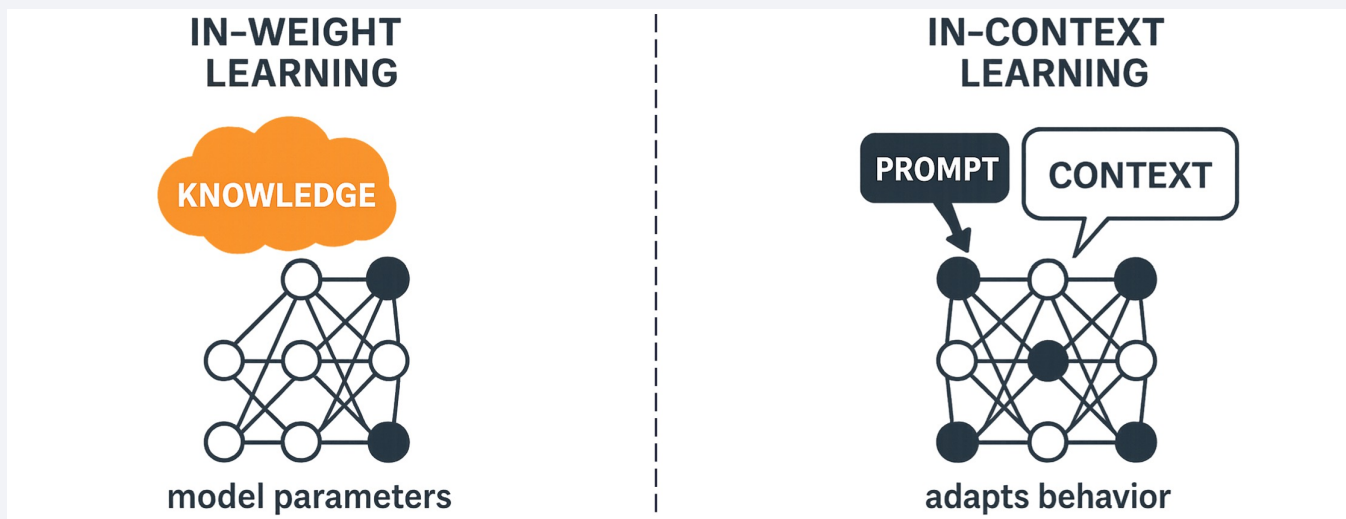 IN-WEIGHT
LEARNING
KNOWLEDGE
model parameters
IN-CONTEXT
LEARNING
PROMPT
CONTEXT
adapts behavior